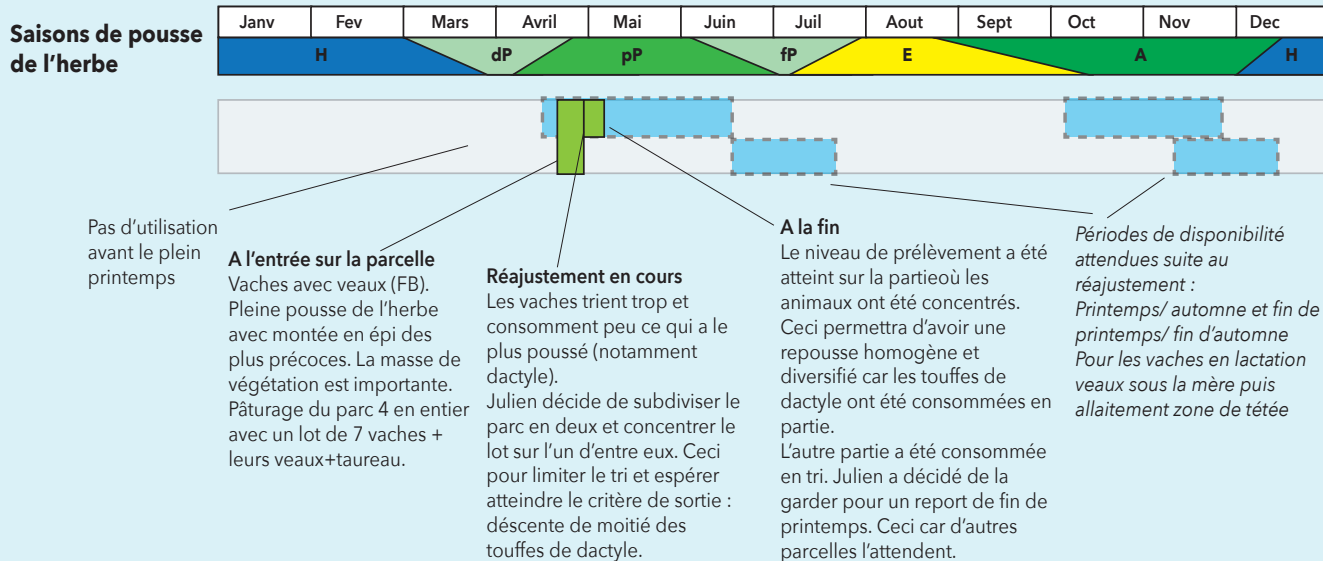 Saisons de pousse
de l'herbe
Janv Fev Mars Avril Mai Juin Juil Aout Sept Oct Nov Dec
H dP pP fP E A H
Pas d'utilisation
avant le plein
printemps
A l'entrée sur la parcelle
Vaches avec veaux (FB).
Pleine pousse de l'herbe
avec montée en épi des
plus précoces. La masse de
végétation est importante.
Pâturage du parc 4 en entier
avec un lot de 7 vaches +
leurs veaux+taureau.
Réajustement en cours
Les vaches trient trop et
consomment peu ce qui a le
plus poussé (notamment
dactyle).
Julien décide de subdiviser le
parc en deux et concentrer le
lot sur l'un d'entre eux. Ceci
pour limiter le tri et espérer
atteindre le critère de sortie :
déscente de moitié des
touffes de dactyle.
A la fin
Le niveau de prélèvement a été
atteint sur la partieoù les
animaux ont été concentrés.
Ceci permettra d'avoir une
repousse homogène et
diversifié car les touffes de
dactyle ont été consommées en
partie.
L'autre partie a été consommée
en tri. Julien a décidé de la
garder pour un report de fin de
printemps. Ceci car d'autres
parcelles l'attendent.
Périodes de disponibilité
attendues suite au
réajustement :
Printemps/ automne et fin de
printemps/ fin d'automne
Pour les vaches en lactation
veaux sous la mère puis
allaitement zone de tétée